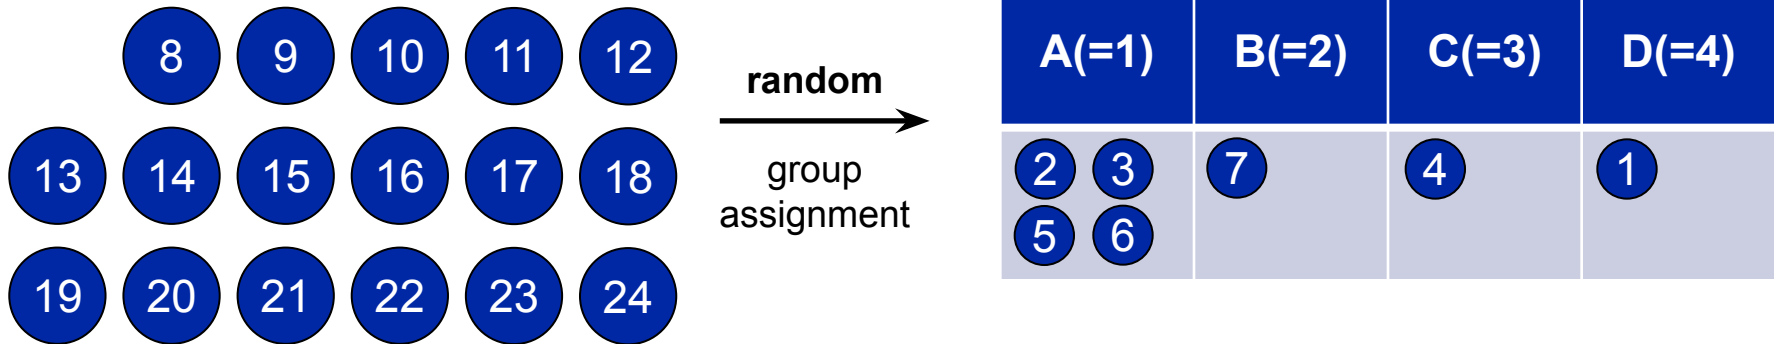 8 9 10 11 12
13 14 15 16 17 18
19 20 21 22 23 24
random
group
assignment
A(=1) B(=2) C(=3) D(=4)
2 3 7 4 1
5 6